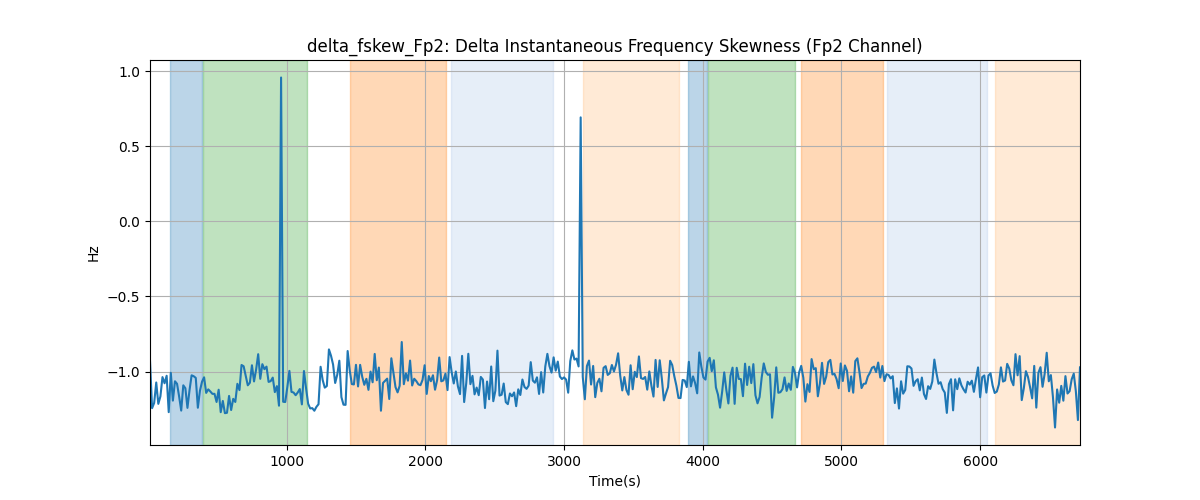 delta_fskew_Fp2: Delta Instantaneous Frequency Skewness (Fp2 Channel)
1.0
0.5
0.0
−0.5
−1.0
Hz
1000 2000 3000 4000 5000 6000
Time(s)